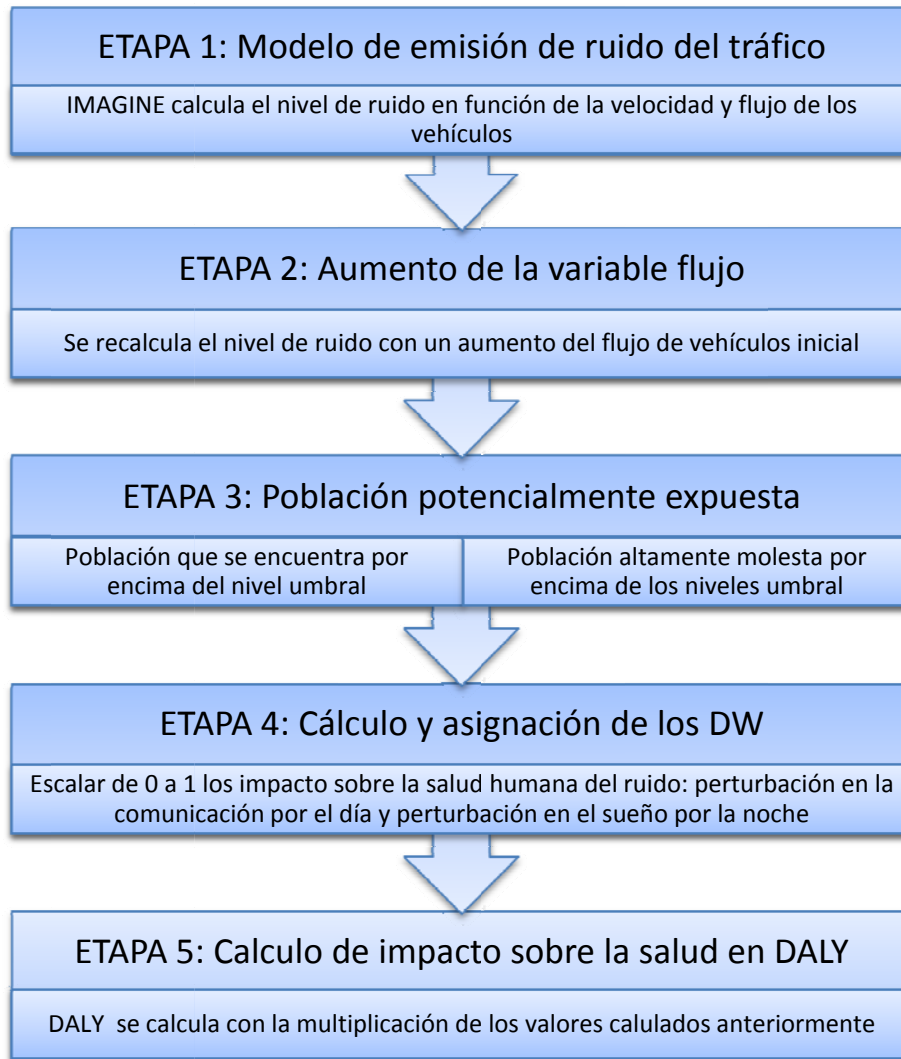 ETAPA 1: Modelo de emisión de ruido del tráfico
IMAGINE calcula el nivel de ruido en función de la velocidad y flujo de los
vehículos
ETAPA 2: Aumento de la variable flujo
Se recalcula el nivel de ruido con un aumento del flujo de vehículos inicial
ETAPA 3: Población potencialmente expuesta
Población que se encuentra por
encima del nivel umbral
Población altamente molesta por
encima de los niveles umbral
ETAPA 4: Cálculo y asignación de los DW
Escalar de 0 a 1 los impacto sobre la salud humana del ruido: perturbación en la
comunicación por el día y perturbación en el sueño por la noche
ETAPA 5: Calculo de impacto sobre la salud en DALY
DALY se calcula con la multiplicación de los valores calulados anteriormente